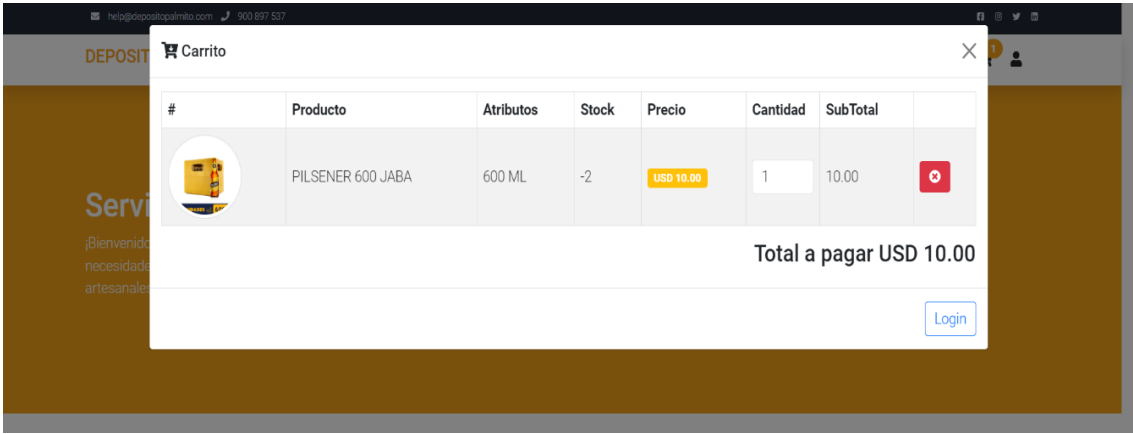 help@depositopalmito.com 900 897 537
DEPOSIT
Carrito
1
# Producto Atributos Stock Precio Cantidad SubTotal
PILSENER 600 JABA 600 ML -2 USD 10.00 1 10.00
Total a pagar USD 10.00
Servi
¡Bienvenido
necesidade
artesanales
Login